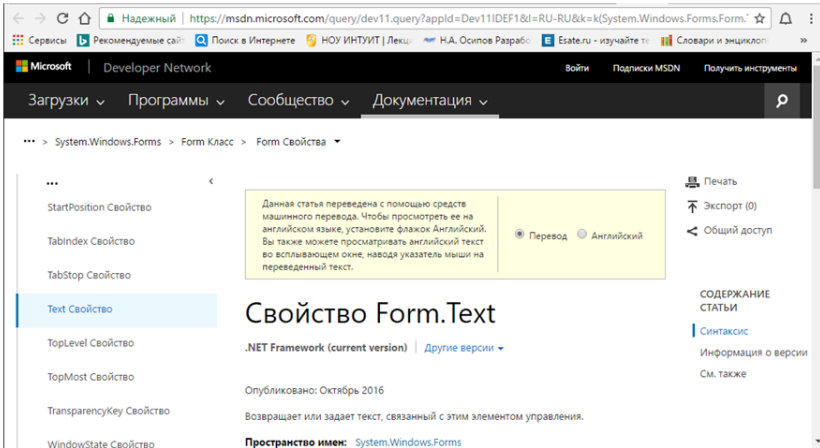 Надежный | https://msdn.microsoft.com/query/dev11.query?appId=Dev11IDEF1&l=RU-RU&k=k(System.Windows.Forms.Form.
Сервисы Рекомендуемые сай Поиск в Интернете НОУ ИНТУИТ | Лекц Н.А. Осипов Разрабо Esate.ru - изучайте Словари и энциклоп »
Microsoft Developer Network Войти Подписки MSDN Получить инструменты
Загрузки Программы Сообщество Документация
••• > System.Windows.Forms > Form Класс > Form Свойства
•••
StartPosition Свойство
TabIndex Свойство
TabStop Свойство
Text Свойство
TopLevel Свойство
TopMost Свойство
TransparencyKey Свойство
WindowState Свойство
Данная статья переведена с помощью средств
машинного перевода. Чтобы просмотреть ее на
английском языке, установите флажок Английский.
Вы также можете просматривать английский текст
во всплывающем окне, наводя указатель мыши на
переведенный текст.
Перевод Английский
Свойство Form.Text
.NET Framework (current version) Другие версии
Опубликовано: Октябрь 2016
Возвращает или задает текст, связанный с этим элементом управления.
Пространство имен: System.Windows.Forms
Печать
Экспорт (0)
Общий доступ
СОДЕРЖАНИЕ
СТАТЬИ
Синтаксис
Информация о версии
См. также